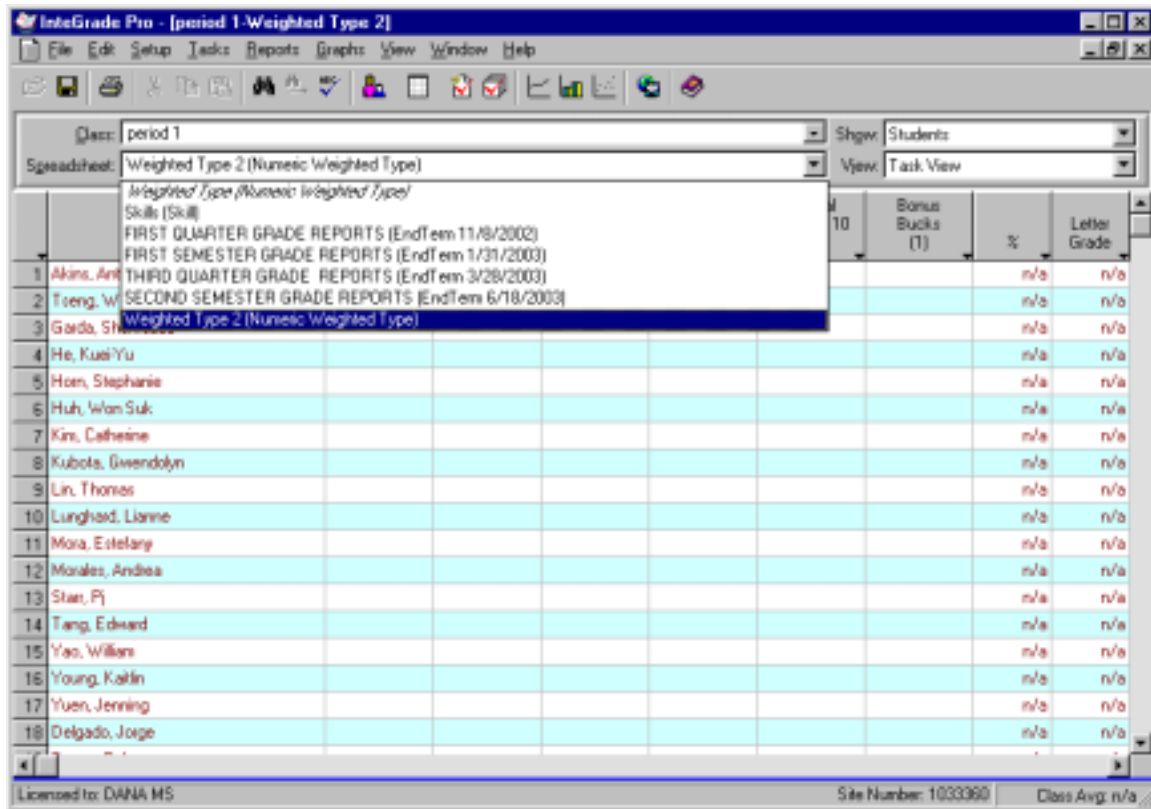 InteGrade Pro - [period 1-Weighted Type 2]
File Edit Setup Tasks Reports Graphs View Window Help
Class: period 1 Show: Students
Spreadsheet: Weighted Type 2 (Numeric Weighted Type) View: Task View
Weighted Type (Numeric Weighted Type)
Skills (Skill)
FIRST QUARTER GRADE REPORTS (EndTerm 11/8/2002)
FIRST SEMESTER GRADE REPORTS (EndTerm 1/31/2003)
THIRD QUARTER GRADE REPORTS (EndTerm 3/28/2003)
SECOND SEMESTER GRADE REPORTS (EndTerm 6/18/2003)
Weighted Type 2 (Numeric Weighted Type)
10 Bonus Bucks (1) % Letter Grade
1 Akins, Ant n/a n/a
2 Tseng, W n/a n/a
3 Garda, n/a n/a
4 He, Kuei-Yu n/a n/a
5 Horn, Stephanie n/a n/a
6 Huh, Won Suk n/a n/a
7 Kim, Catherine n/a n/a
8 Kubota, Gwendolyn n/a n/a
9 Lin, Thomas n/a n/a
10 Lunghard, Lianne n/a n/a
11 Mora, Estelany n/a n/a
12 Morales, Andrea n/a n/a
13 Starr, Pj n/a n/a
14 Tang, Edward n/a n/a
15 Yao, William n/a n/a
16 Young, Kaitlin n/a n/a
17 Yuen, Jenning n/a n/a
18 Delgado, Jorge n/a n/a
Licensed to: DANA MS Site Number: 1033360 Class Avg: n/a